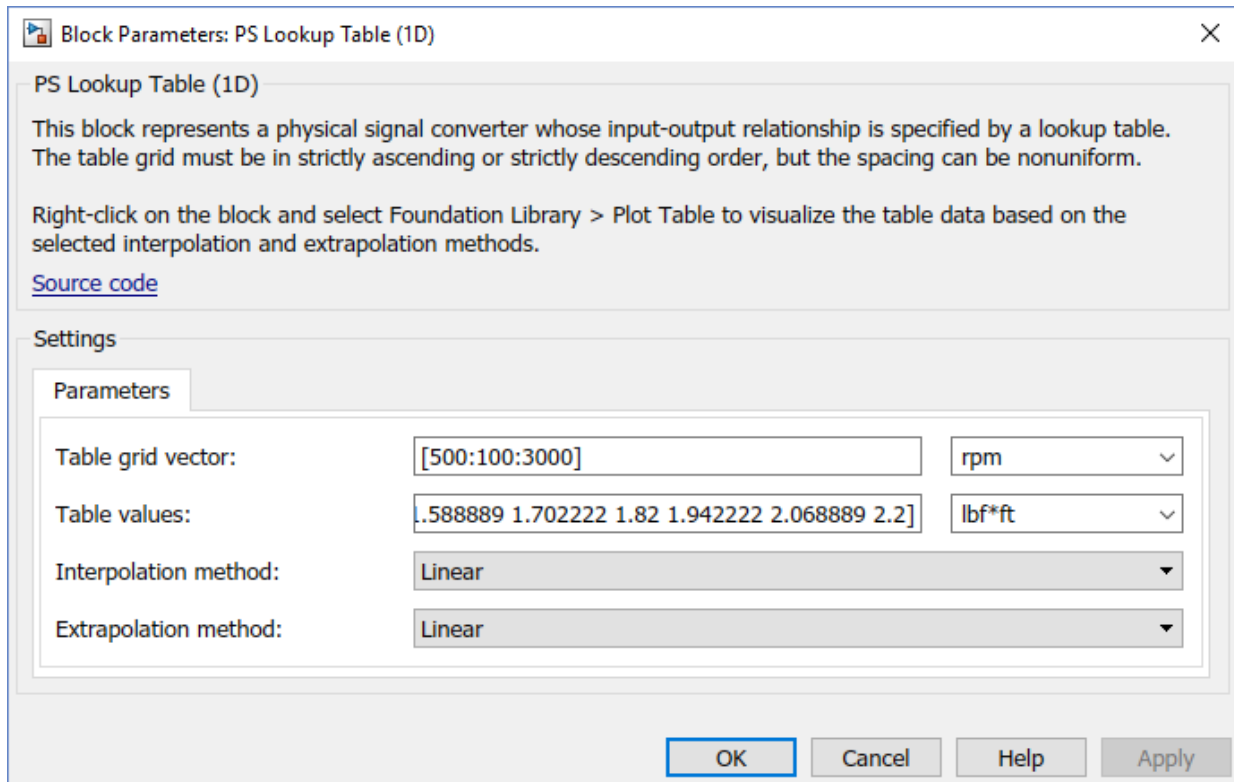 Block Parameters: PS Lookup Table (1D)
PS Lookup Table (1D)
This block represents a physical signal converter whose input-output relationship is specified by a lookup table.
The table grid must be in strictly ascending or strictly descending order, but the spacing can be nonuniform.
Right-click on the block and select Foundation Library > Plot Table to visualize the table data based on the
selected interpolation and extrapolation methods.
Source code
Settings
Parameters
Table grid vector: [500:100:3000] rpm
Table values: 1.588889 1.702222 1.82 1.942222 2.068889 2.2] lbf*ft
Interpolation method: Linear
Extrapolation method: Linear
OK Cancel Help Apply